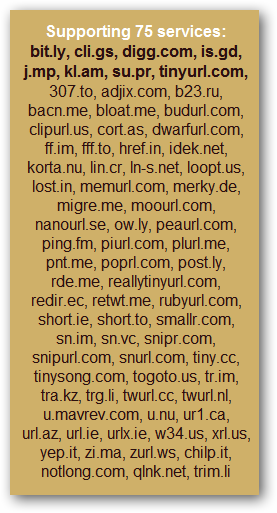 Supporting 75 services:
bit.ly, cli.gs, digg.com, is.gd,
j.mp, kl.am, su.pr, tinyurl.com,
307.to, adjix.com, b23.ru,
bacn.me, bloat.me, budurl.com,
clipurl.us, cort.as, dwarfurl.com,
ff.im, fff.to, href.in, idek.net,
korta.nu, lin.cr, ln-s.net, loopt.us,
lost.in, memurl.com, merky.de,
migre.me, moourl.com,
nanourl.se, ow.ly, peaurl.com,
ping.fm, piurl.com, plurl.me,
pnt.me, poprl.com, post.ly,
rde.me, reallytinyurl.com,
redir.ec, retwt.me, rubyurl.com,
short.ie, short.to, smallr.com,
sn.im, sn.vc, snipr.com,
snipurl.com, snurl.com, tiny.cc,
tinysong.com, togoto.us, tr.im,
tra.kz, trg.li, twurl.cc, twurl.nl,
u.mavrev.com, u.nu, ur1.ca,
url.az, url.ie, urlx.ie, w34.us, xrl.us,
yep.it, zi.ma, zurl.ws, chilp.it,
notlong.com, qlnk.net, trim.li